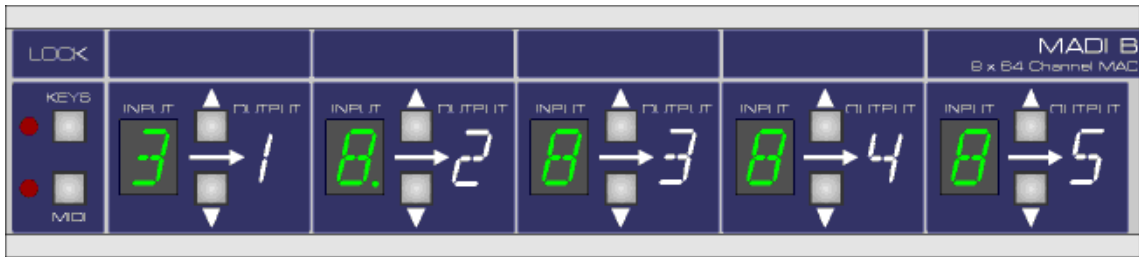 LOCK
MADI B
8 x 64 Channel MAD
KEYS
INPUT OUTPUT INPUT OUTPUT INPUT OUTPUT INPUT OUTPUT INPUT OUTPUT
3 1 8. 2 8 3 8 4 8 5
MIDI